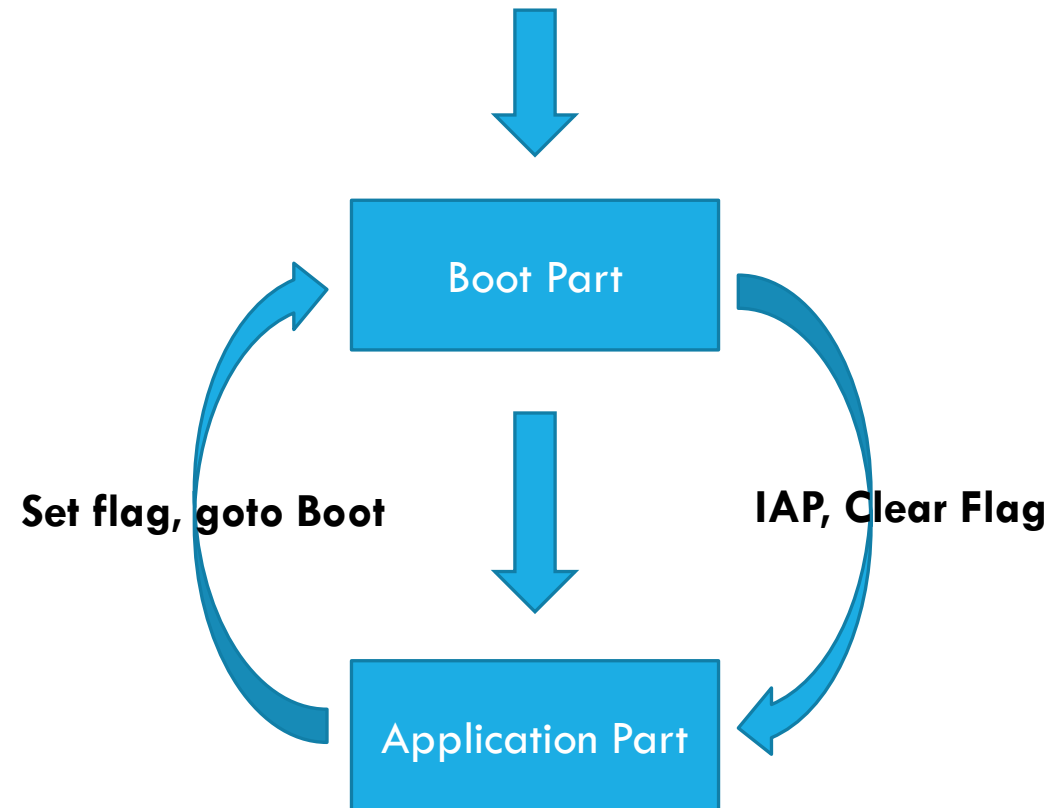 Boot Part
Set flag, goto Boot
IAP, Clear Flag
Application Part